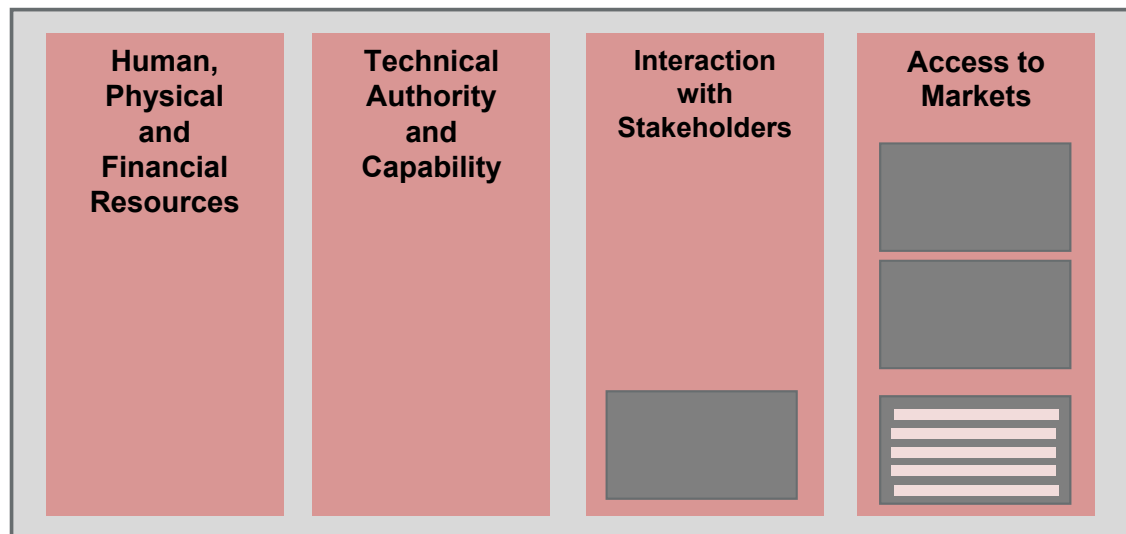 Human,
Physical
and
Financial
Resources
Technical
Authority
and
Capability
Interaction
with
Stakeholders
Access to
Markets